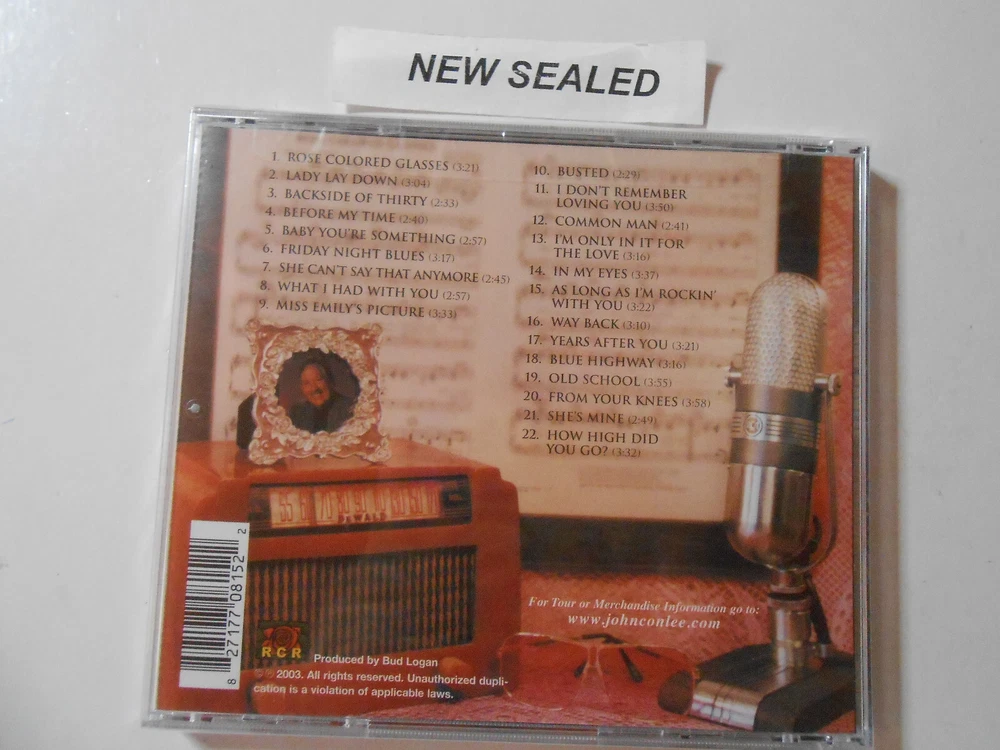 NEW SEALED
1. ROSE COLORED GLASSES (3:21)
2. LADY LAY DOWN (3:04)
3. BACKSIDE OF THIRTY (2:33)
4. BEFORE MY TIME (2:40)
5. BABY YOU'RE SOMETHING (2:57)
6. FRIDAY NIGHT BLUES (3:17)
7. SHE CAN'T SAY THAT ANYMORE (2:45)
8. WHAT I HAD WITH YOU (2:57)
9. MISS EMILY'S PICTURE (3:33)
10. BUSTED (2:29)
11. I DON'T REMEMBER
LOVING YOU (3:50)
12. COMMON MAN (2:41)
13. I'M ONLY IN IT FOR
THE LOVE (3:16)
14. IN MY EYES (3:37)
15. AS LONG AS I'M ROCKIN'
WITH YOU (3:22)
16. WAY BACK (3:10)
17. YEARS AFTER YOU (3:21)
18. BLUE HIGHWAY (3:16)
19. OLD SCHOOL (3:55)
20. FROM YOUR KNEES (3:58)
21. SHE'S MINE (2:49)
22. HOW HIGH DID
YOU GO? (3:32)
DEWALD
8 27177 08152 2
For Tour or Merchandise Information go to:
www.johnconlee.com
RCR
Produced by Bud Logan
2003. All rights reserved. Unauthorized dupli-
cation is a violation of applicable laws.